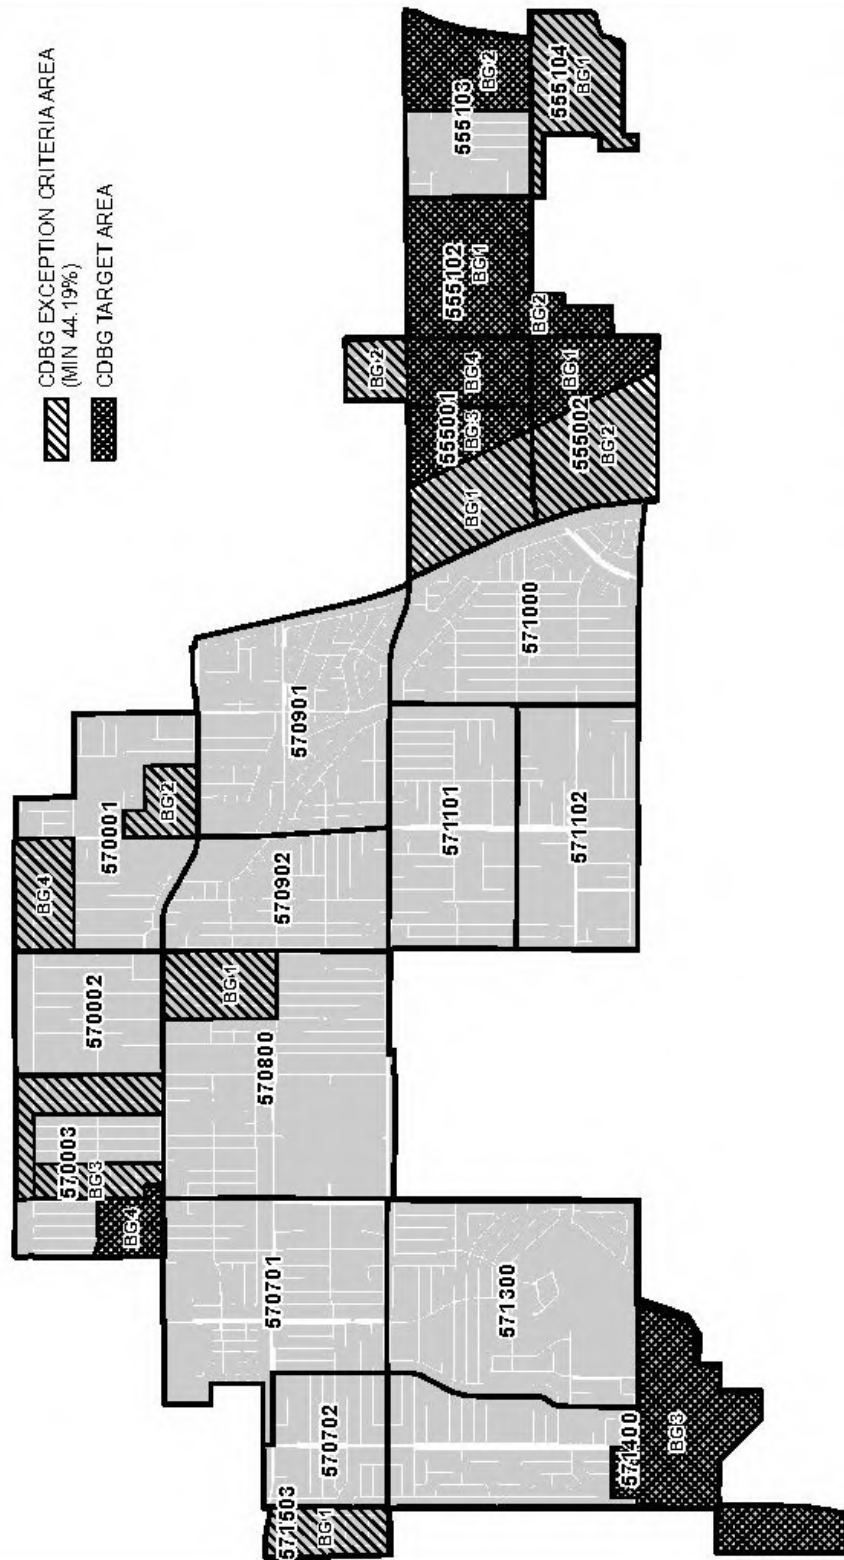 CDBG EXCEPTION CRITERIA AREA
(MIN 44.19%)
CDBG TARGET AREA
571503
BG1
570702
571400
BG3
570701
571300
BG4
570003
BG3
570800
BG1
570002
BG4
570001
BG2
570902
570901
571101
571102
571000
BG1
555001
BG3
BG4
BG2
555002
BG2
BG1
555102
BG1
BG2
555103
BG2
555104
BG1